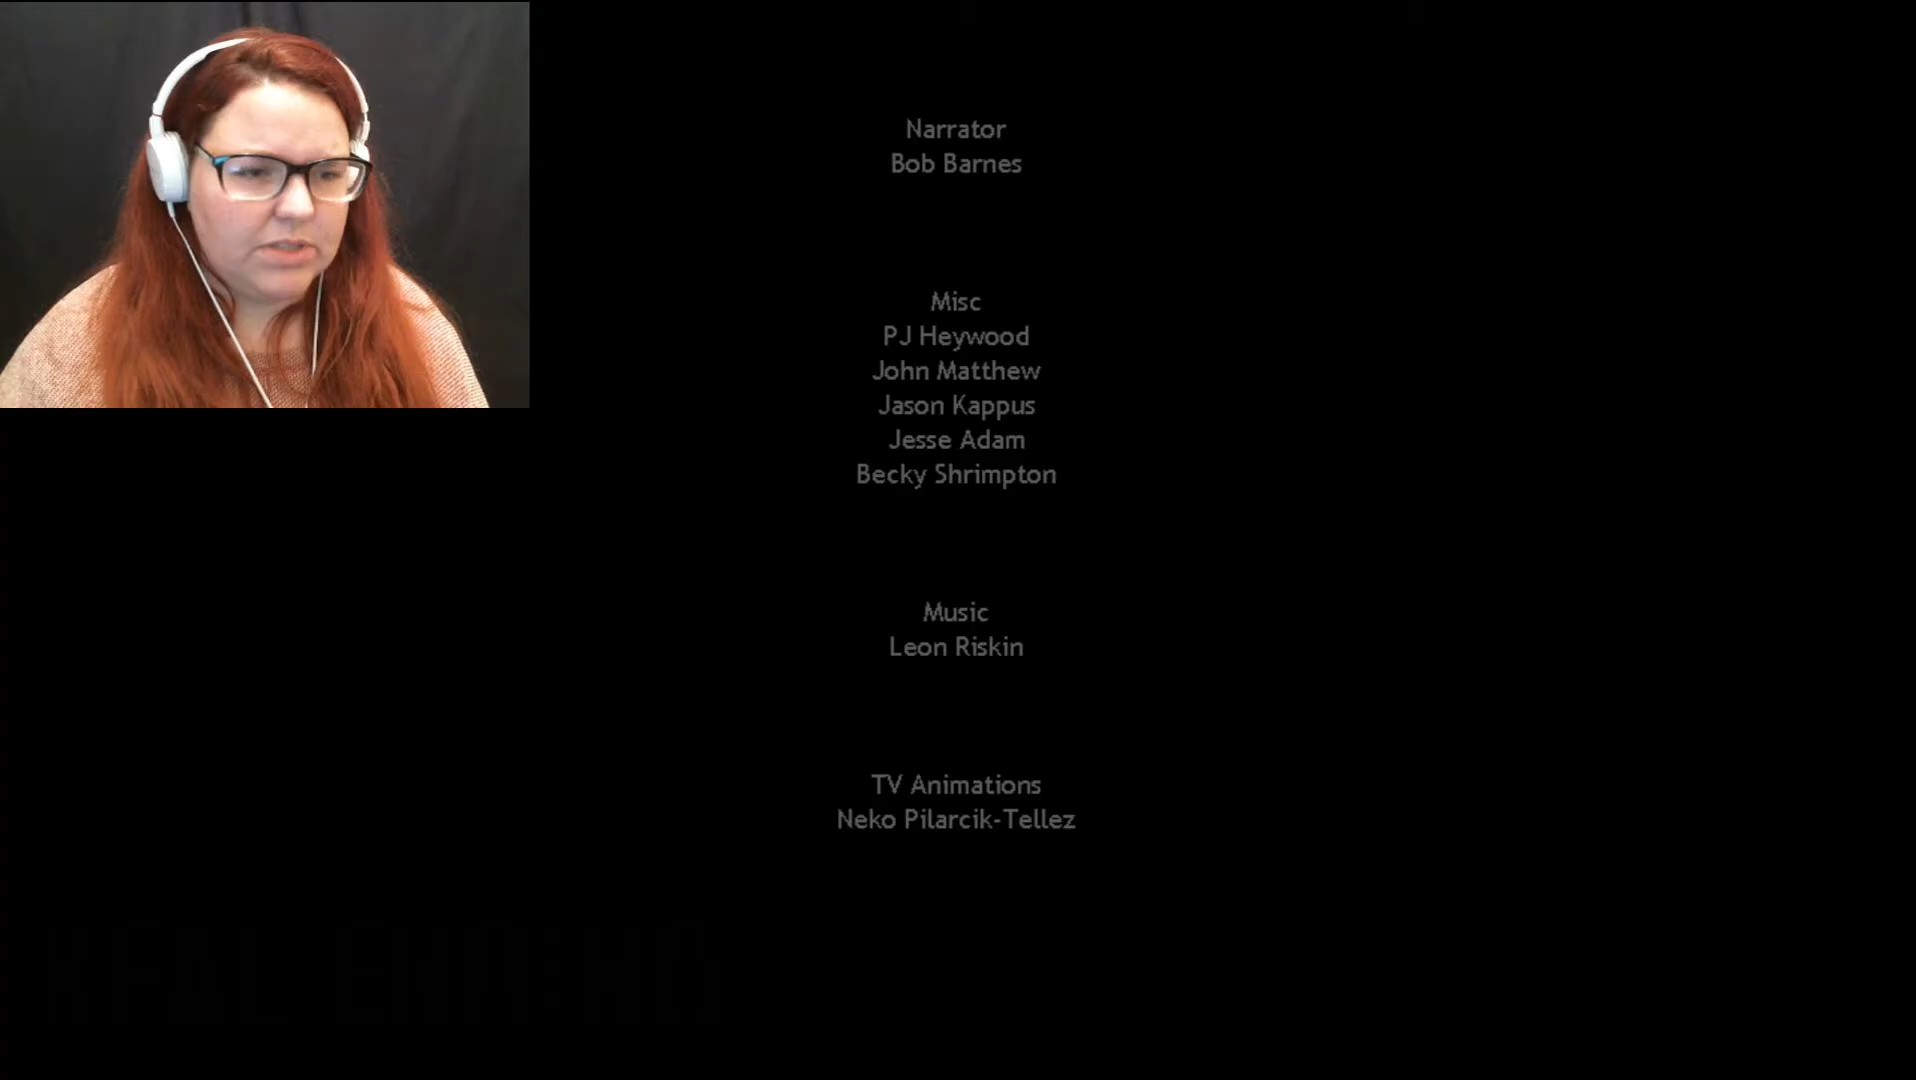 Narrator
Bob Barnes
Misc
PJ Heywood
John Matthew
Jason Kappus
Jesse Adam
Becky Shrimpton
Music
Leon Riskin
TV Animations
Neko Pilarcik-Tellez